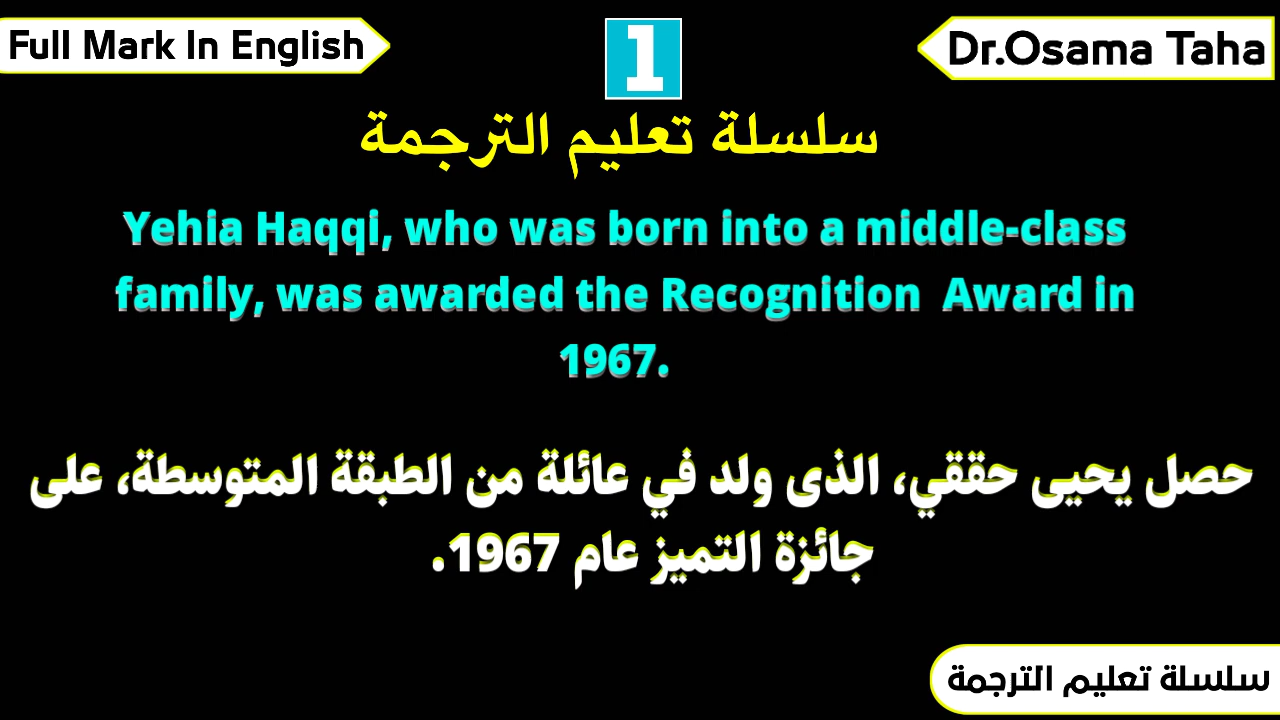 Full Mark In English
1
Dr.Osama Taha
سلسلة تعليم الترجمة
Yehia Haqqi, who was born into a middle-class
family, was awarded the Recognition Award in
1967.
حصل يحيى حققي، الذى ولد في عائلة من الطبقة المتوسطة، على
جائزة التميز عام 1967.
سلسلة تعليم الترجمة